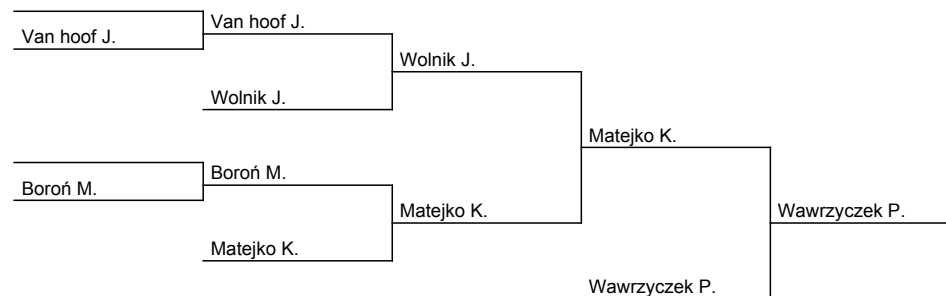 Van hoof J.
Van hoof J.
Wolnik J.
Wolnik J.
Matejko K.
Boroń M.
Boroń M.
Matejko K.
Wawrzyczek P.
Matejko K.
Wawrzyczek P.